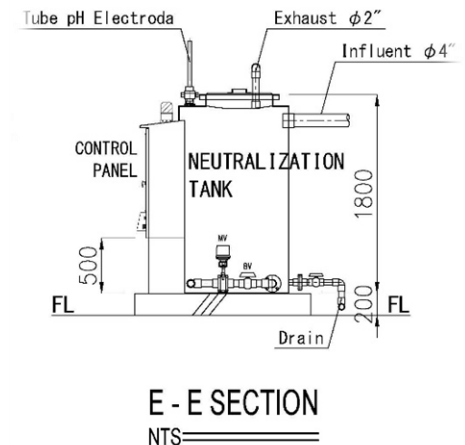 Tube pH Electroda
Exhaust φ2"
Influent φ4"
CONTROL
PANEL
NEUTRALIZATION
TANK
1800
500
MV
BV
200
FL
FL
Drain
E - E SECTION
NTS